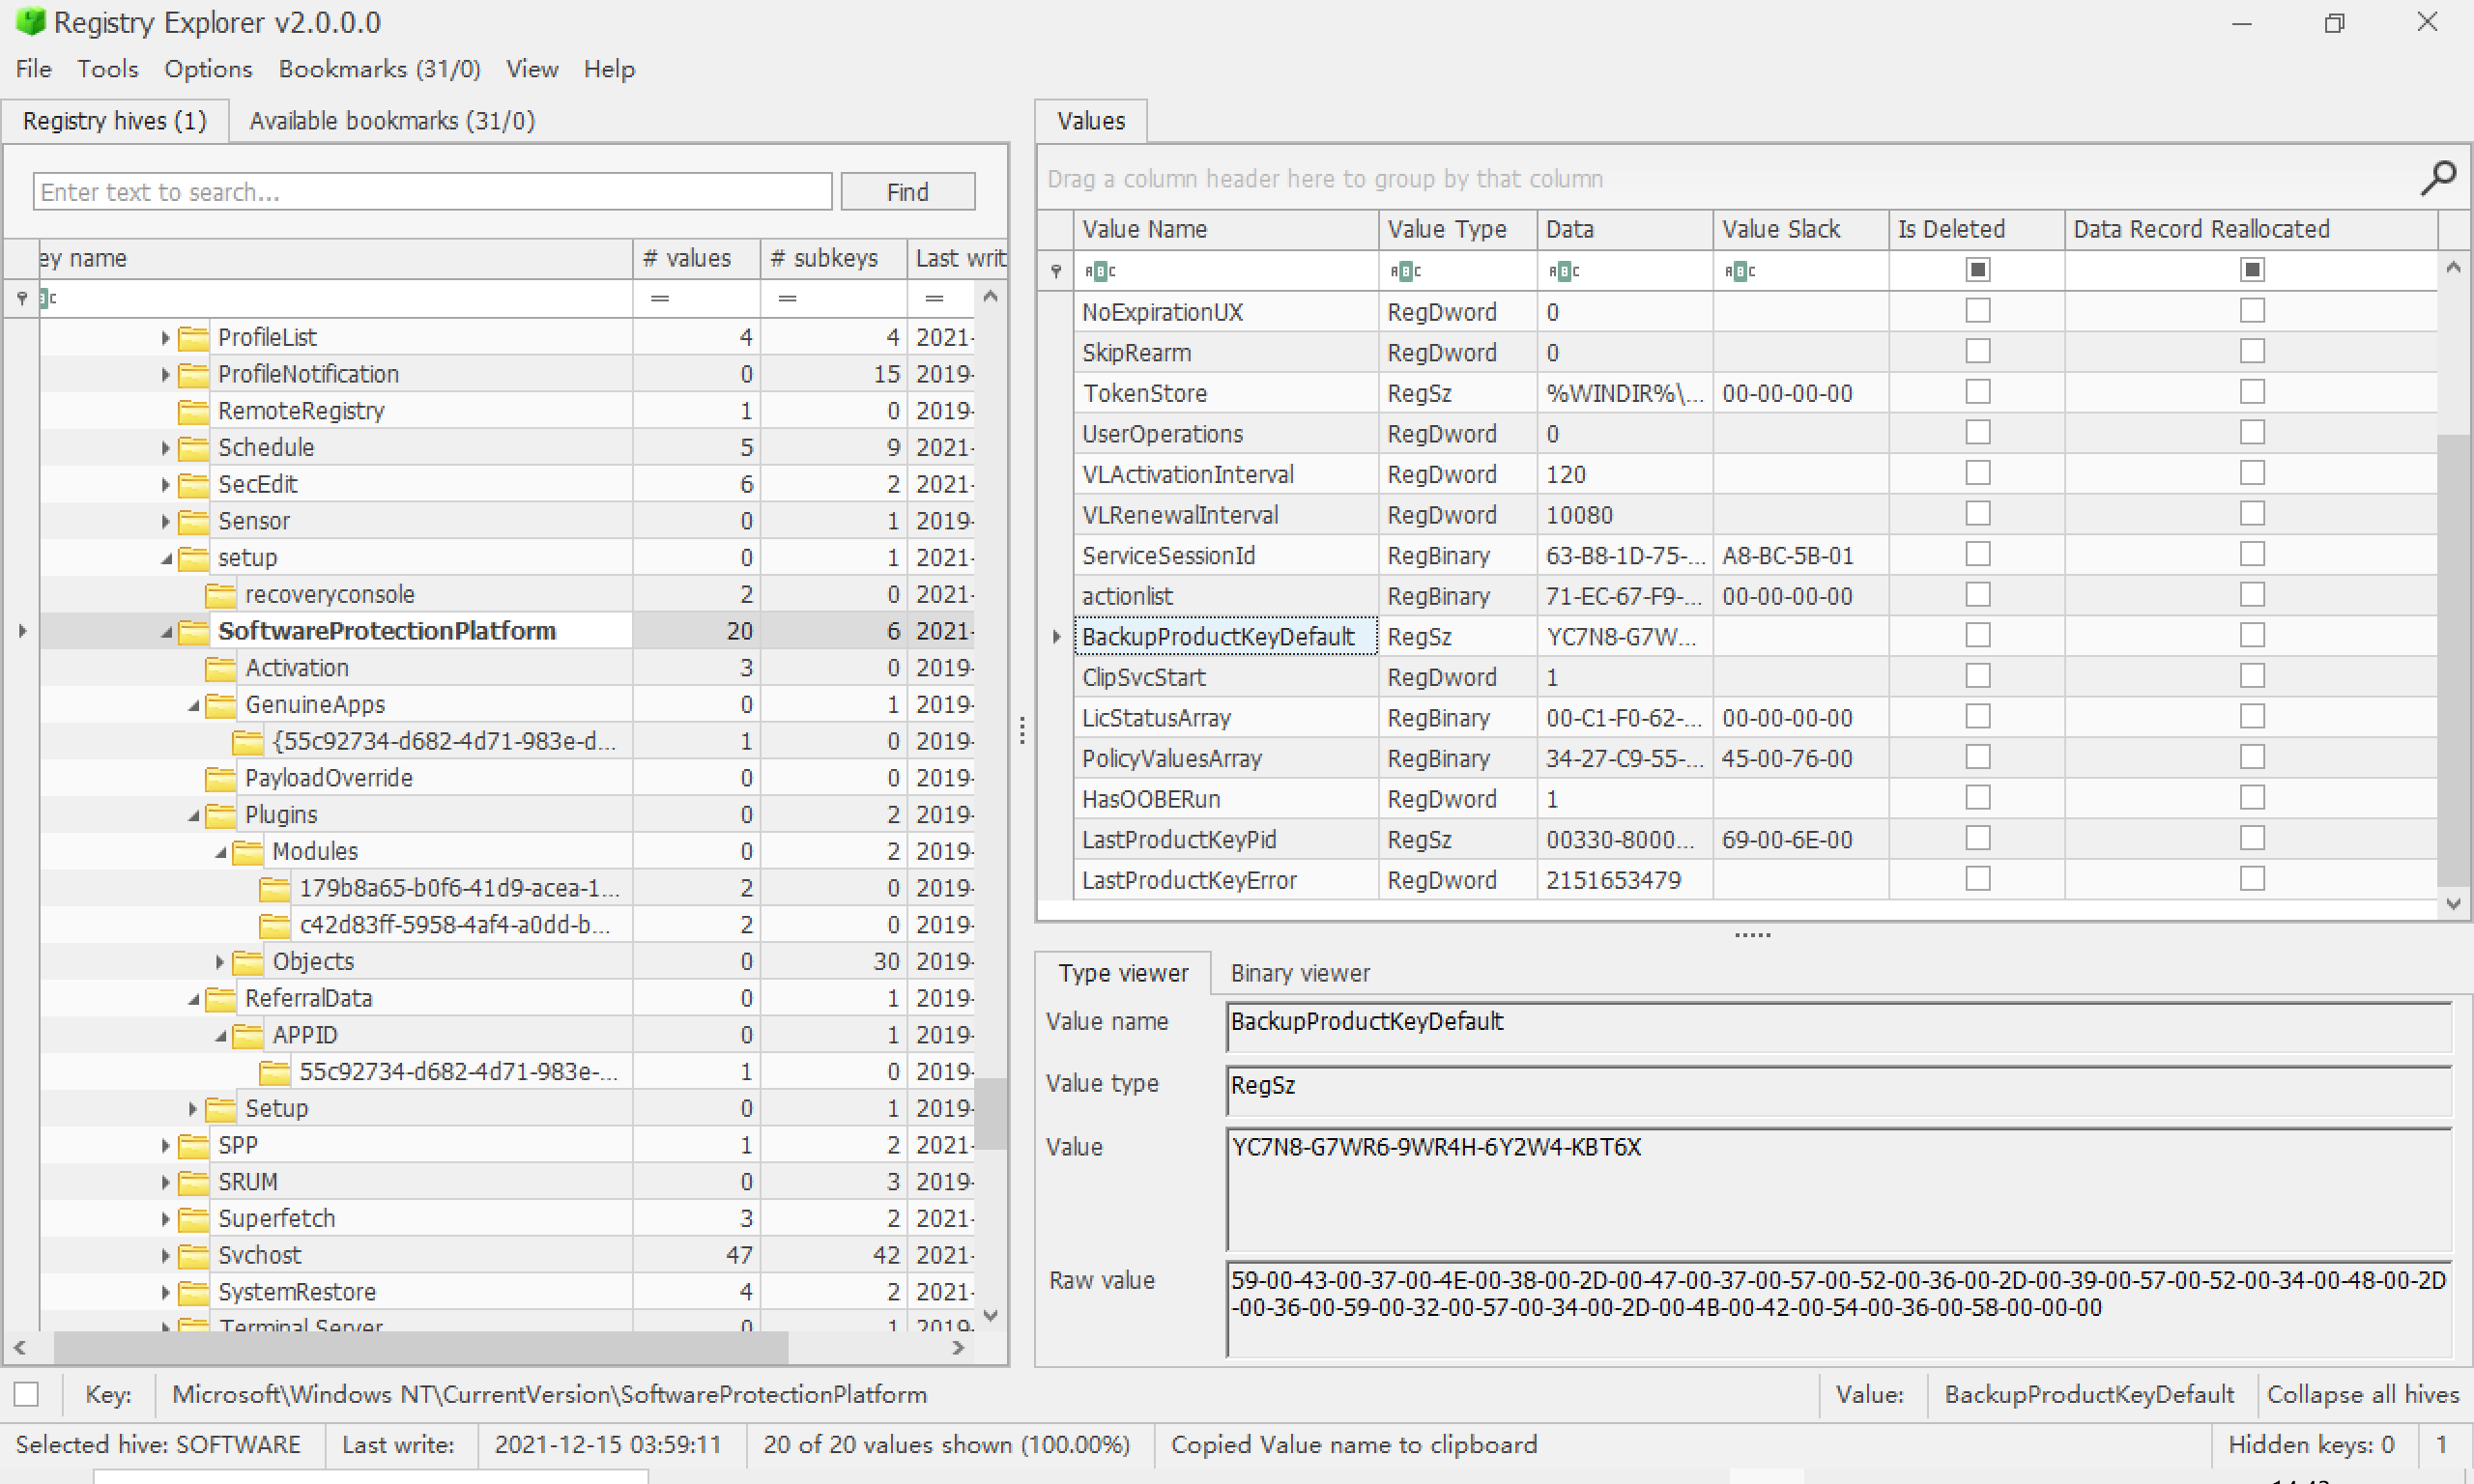 Registry Explorer v2.0.0.0
File Tools Options Bookmarks (31/0) View Help
Registry hives (1) Available bookmarks (31/0)
Enter text to search... Find
ey name # values # subkeys Last writ
= = =
ProfileList 4 4 2021-
ProfileNotification 0 15 2019-
RemoteRegistry 1 0 2019-
Schedule 5 9 2021-
SecEdit 6 2 2021-
Sensor 0 1 2019-
setup 0 1 2021-
recoveryconsole 2 0 2021-
SoftwareProtectionPlatform 20 6 2021-
Activation 3 0 2019-
GenuineApps 0 1 2019-
{55c92734-d682-4d71-983e-d... 1 0 2019-
PayloadOverride 0 0 2019-
Plugins 0 2 2019-
Modules 0 2 2019-
179b8a65-b0f6-41d9-acea-1... 2 0 2019-
c42d83ff-5958-4af4-a0dd-b... 2 0 2019-
Objects 0 30 2019-
ReferralData 0 1 2019-
APPID 0 1 2019-
55c92734-d682-4d71-983e-... 1 0 2019-
Setup 0 1 2019-
SPP 1 2 2021-
SRUM 0 3 2019-
Superfetch 3 2 2021-
Svchost 47 42 2021-
SystemRestore 4 2 2021-
Terminal Server 0 1 2019-
Values
Drag a column header here to group by that column
Value Name Value Type Data Value Slack Is Deleted Data Record Reallocated
ABC ABC ABC ABC
NoExpirationUX RegDword 0
SkipRearm RegDword 0
TokenStore RegSz %WINDIR%\... 00-00-00-00
UserOperations RegDword 0
VLActivationInterval RegDword 120
VLRenewalInterval RegDword 10080
ServiceSessionId RegBinary 63-B8-1D-75-... A8-BC-5B-01
actionlist RegBinary 71-EC-67-F9-... 00-00-00-00
BackupProductKeyDefault RegSz YC7N8-G7W...
ClipSvcStart RegDword 1
LicStatusArray RegBinary 00-C1-F0-62-... 00-00-00-00
PolicyValuesArray RegBinary 34-27-C9-55-... 45-00-76-00
HasOOBERun RegDword 1
LastProductKeyPid RegSz 00330-8000... 69-00-6E-00
LastProductKeyError RegDword 2151653479
Type viewer Binary viewer
Value name BackupProductKeyDefault
Value type RegSz
Value YC7N8-G7WR6-9WR4H-6Y2W4-KBT6X
Raw value 59-00-43-00-37-00-4E-00-38-00-2D-00-47-00-37-00-57-00-52-00-36-00-2D-00-39-00-57-00-52-00-34-00-48-00-2D
-00-36-00-59-00-32-00-57-00-34-00-2D-00-4B-00-42-00-54-00-36-00-58-00-00-00
Key: Microsoft\Windows NT\CurrentVersion\SoftwareProtectionPlatform Value: BackupProductKeyDefault Collapse all hives
Selected hive: SOFTWARE Last write: 2021-12-15 03:59:11 20 of 20 values shown (100.00%) Copied Value name to clipboard Hidden keys: 0 1